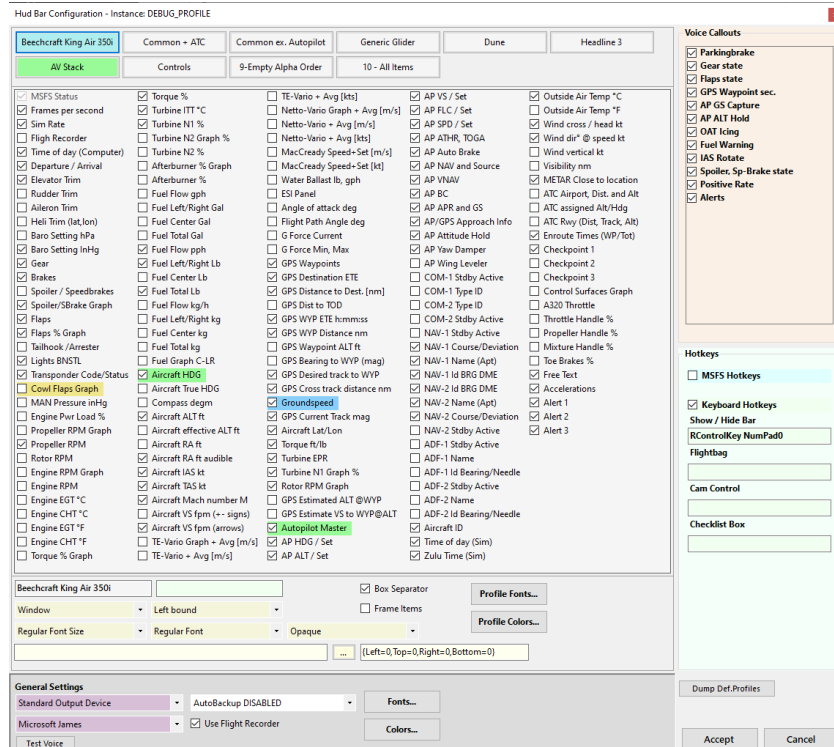 Hud Bar Configuration - Instance: DEBUG_PROFILE
Beechcraft King Air 350i
Common + ATC
Common ex. Autopilot
Generic Glider
Dune
Headline 3
AV Stack
Controls
9-Empty Alpha Order
10 - All Items
MSFS Status
Frames per second
Sim Rate
Fligh Recorder
Time of day (Computer)
Departure / Arrival
Elevator Trim
Rudder Trim
Aileron Trim
Heli Trim (lat,lon)
Baro Setting hPa
Baro Setting InHg
Gear
Brakes
Spoiler / Speedbrakes
Spoiler/SBrake Graph
Flaps
Flaps % Graph
Tailhook /Arrester
Lights BNSTL
Transponder Code/Status
Cowl Flaps Graph
MAN Pressure inHg
Engine Pwr Load %
Propeller RPM Graph
Propeller RPM
Rotor RPM
Engine RPM Graph
Engine RPM
Engine EGT °C
Engine CHT °C
Engine EGT °F
Engine CHT °F
Torque % Graph
Torque %
Turbine ITT °C
Turbine N1 %
Turbine N2 Graph %
Turbine N2 %
Afterburner % Graph
Afterburner %
Fuel Flow gph
Fuel Left/Right Gal
Fuel Center Gal
Fuel Total Gal
Fuel Flow pph
Fuel Left/Right Lb
Fuel Center Lb
Fuel Total Lb
Fuel Flow kg/h
Fuel Left/Right kg
Fuel Center kg
Fuel Total kg
Fuel Graph C-LR
Aircraft HDG
Aircraft True HDG
Compass degm
Aircraft ALT ft
Aircraft effective ALT ft
Aircraft RA ft
Aircraft RA ft audible
Aircraft IAS kt
Aircraft TAS kt
Aircraft Mach number M
Aircraft VS fpm (+- signs)
Aircraft VS fpm (arrows)
TE-Vario Graph + Avg [m/s]
TE-Vario + Avg [m/s]
TE-Vario + Avg [kts]
Netto-Vario Graph + Avg [m/s]
Netto-Vario + Avg [m/s]
Netto-Vario + Avg [kts]
MacCready Speed+Set [m/s]
MacCready Speed+Set [kt]
Water Ballast lb, gph
ESI Panel
Angle of attack deg
Flight Path Angle deg
G Force Current
G Force Min, Max
GPS Waypoints
GPS Destination ETE
GPS Distance to Dest. [nm]
GPS Dist to TOD
GPS WYP ETE h:mm:ss
GPS WYP Distance nm
GPS Waypoint ALT ft
GPS Bearing to WYP (mag)
GPS Desired track to WYP
GPS Cross track distance nm
Groundspeed
GPS Current Track mag
Aircraft Lat/Lon
Torque ft/lb
Turbine EPR
Turbine N1 Graph %
Rotor RPM Graph
GPS Estimated ALT @WYP
GPS Estimate VS to WYP@ALT
Autopilot Master
AP HDG / Set
AP ALT / Set
AP VS / Set
AP FLC / Set
AP SPD / Set
AP ATHR, TOGA
AP Auto Brake
AP NAV and Source
AP VNAV
AP BC
AP APR and GS
AP/GPS Approach Info
AP Attitude Hold
AP Yaw Damper
AP Wing Leveler
COM-1 Stdby Active
COM-1 Type ID
COM-2 Type ID
COM-2 Stdby Active
NAV-1 Stdby Active
NAV-1 Course/Deviation
NAV-1 Name (Apt)
NAV-1 Id BRG DME
NAV-2 Id BRG DME
NAV-2 Name (Apt)
NAV-2 Course/Deviation
NAV-2 Stdby Active
ADF-1 Stdby Active
ADF-1 Name
ADF-1 Id Bearing/Needle
ADF-2 Stdby Active
ADF-2 Name
ADF-2 Id Bearing/Needle
Aircraft ID
Time of day (Sim)
Zulu Time (Sim)
Outside Air Temp °C
Outside Air Temp °F
Wind cross / head kt
Wind dir° @ speed kt
Wind vertical kt
Visibility nm
METAR Close to location
ATC Airport, Dist. and Alt
ATC assigned Alt/Hdg
ATC Rwy (Dist, Track, Alt)
Enroute Times (WP/Tot)
Checkpoint 1
Checkpoint 2
Checkpoint 3
Control Surfaces Graph
A320 Throttle
Throttle Handle %
Propeller Handle %
Mixture Handle %
Toe Brakes %
Free Text
Accelerations
Alert 1
Alert 2
Alert 3
Beechcraft King Air 350i
Box Separator
Frame Items
Profile Fonts...
Profile Colors...
Window
Left bound
Regular Font Size
Regular Font
Opaque
...
{Left=0,Top=0,Right=0,Bottom=0}
General Settings
Standard Output Device
AutoBackup DISABLED
Fonts...
Microsoft James
Use Flight Recorder
Colors...
Test Voice
Voice Callouts
Parkingbrake
Gear state
Flaps state
GPS Waypoint sec.
AP GS Capture
AP ALT Hold
OAT Icing
Fuel Warning
IAS Rotate
Spoiler, Sp-Brake state
Positive Rate
Alerts
Hotkeys
MSFS Hotkeys
Keyboard Hotkeys
Show / Hide Bar
RControlKey NumPad0
Flightbag
Cam Control
Checklist Box
Dump Def.Profiles
Accept
Cancel